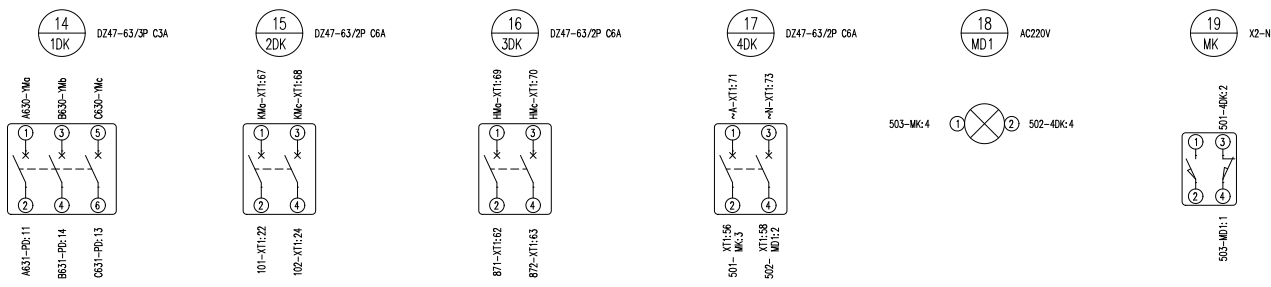 14
1DK
DZ47-63/3P C3A
A630-YMa
B630-YMb
C630-YMc
1
3
5
2
4
6
A631-PD:11
B631-PD:14
C631-PD:13
15
2DK
DZ47-63/2P C6A
KMa-XT1:67
KMc-XT1:68
1
3
2
4
101-XT1:22
102-XT1:24
16
3DK
DZ47-63/2P C6A
HMa-XT1:69
HMc-XT1:70
1
3
2
4
871-XT1:62
872-XT1:63
17
4DK
DZ47-63/2P C6A
~A-XT1:71
~N-XT1:73
1
3
2
4
XT1:56
501- MK:3
XT1:58
502- MD1:2
18
MD1
AC220V
503-MK:4
1
2
502-4DK:4
19
MK
X2-N
501-4DK:2
1
3
2
4
503-MD1:1